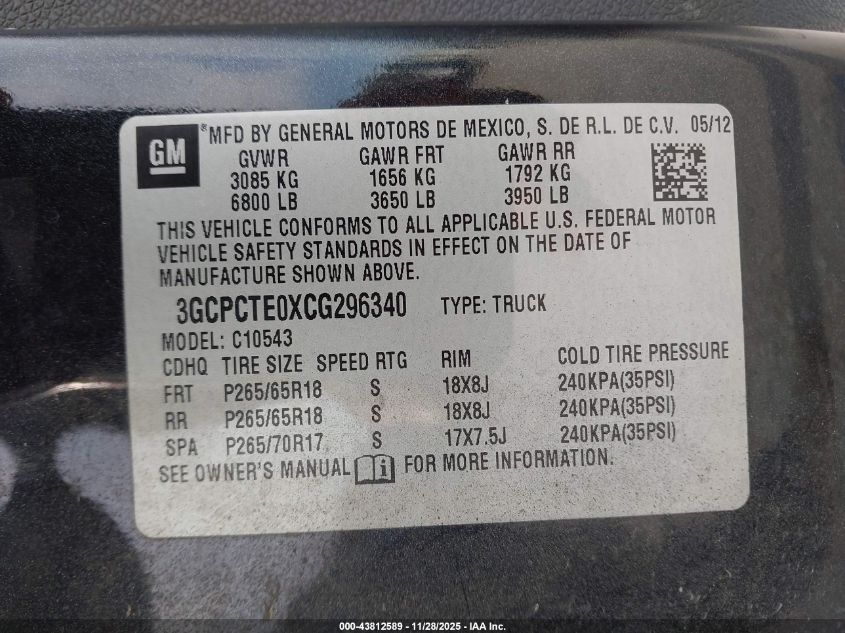 GM
®MFD BY GENERAL MOTORS DE MEXICO, S. DE R.L. DE C.V. 05/12
GVWR GAWR FRT GAWR RR
3085 KG 1656 KG 1792 KG
6800 LB 3650 LB 3950 LB
THIS VEHICLE CONFORMS TO ALL APPLICABLE U.S. FEDERAL MOTOR
VEHICLE SAFETY STANDARDS IN EFFECT ON THE DATE OF
MANUFACTURE SHOWN ABOVE.
3GCPCTE0XCG296340 TYPE: TRUCK
MODEL: C10543
CDHQ TIRE SIZE SPEED RTG RIM COLD TIRE PRESSURE
FRT P265/65R18 S 18X8J 240KPA(35PSI)
RR P265/65R18 S 18X8J 240KPA(35PSI)
SPA P265/70R17 S 17X7.5J 240KPA(35PSI)
SEE OWNER'S MANUAL i FOR MORE INFORMATION.
000-43812589 - 11/28/2025 - IAA Inc.